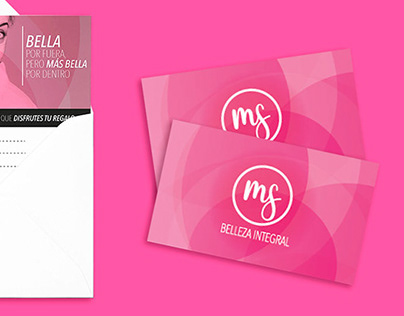 BELLA
POR FUERA,
PERO MÁS BELLA
POR DENTRO
QUE DISFRUTES TU REGALO
ms
ms
BELLEZA INTEGRAL